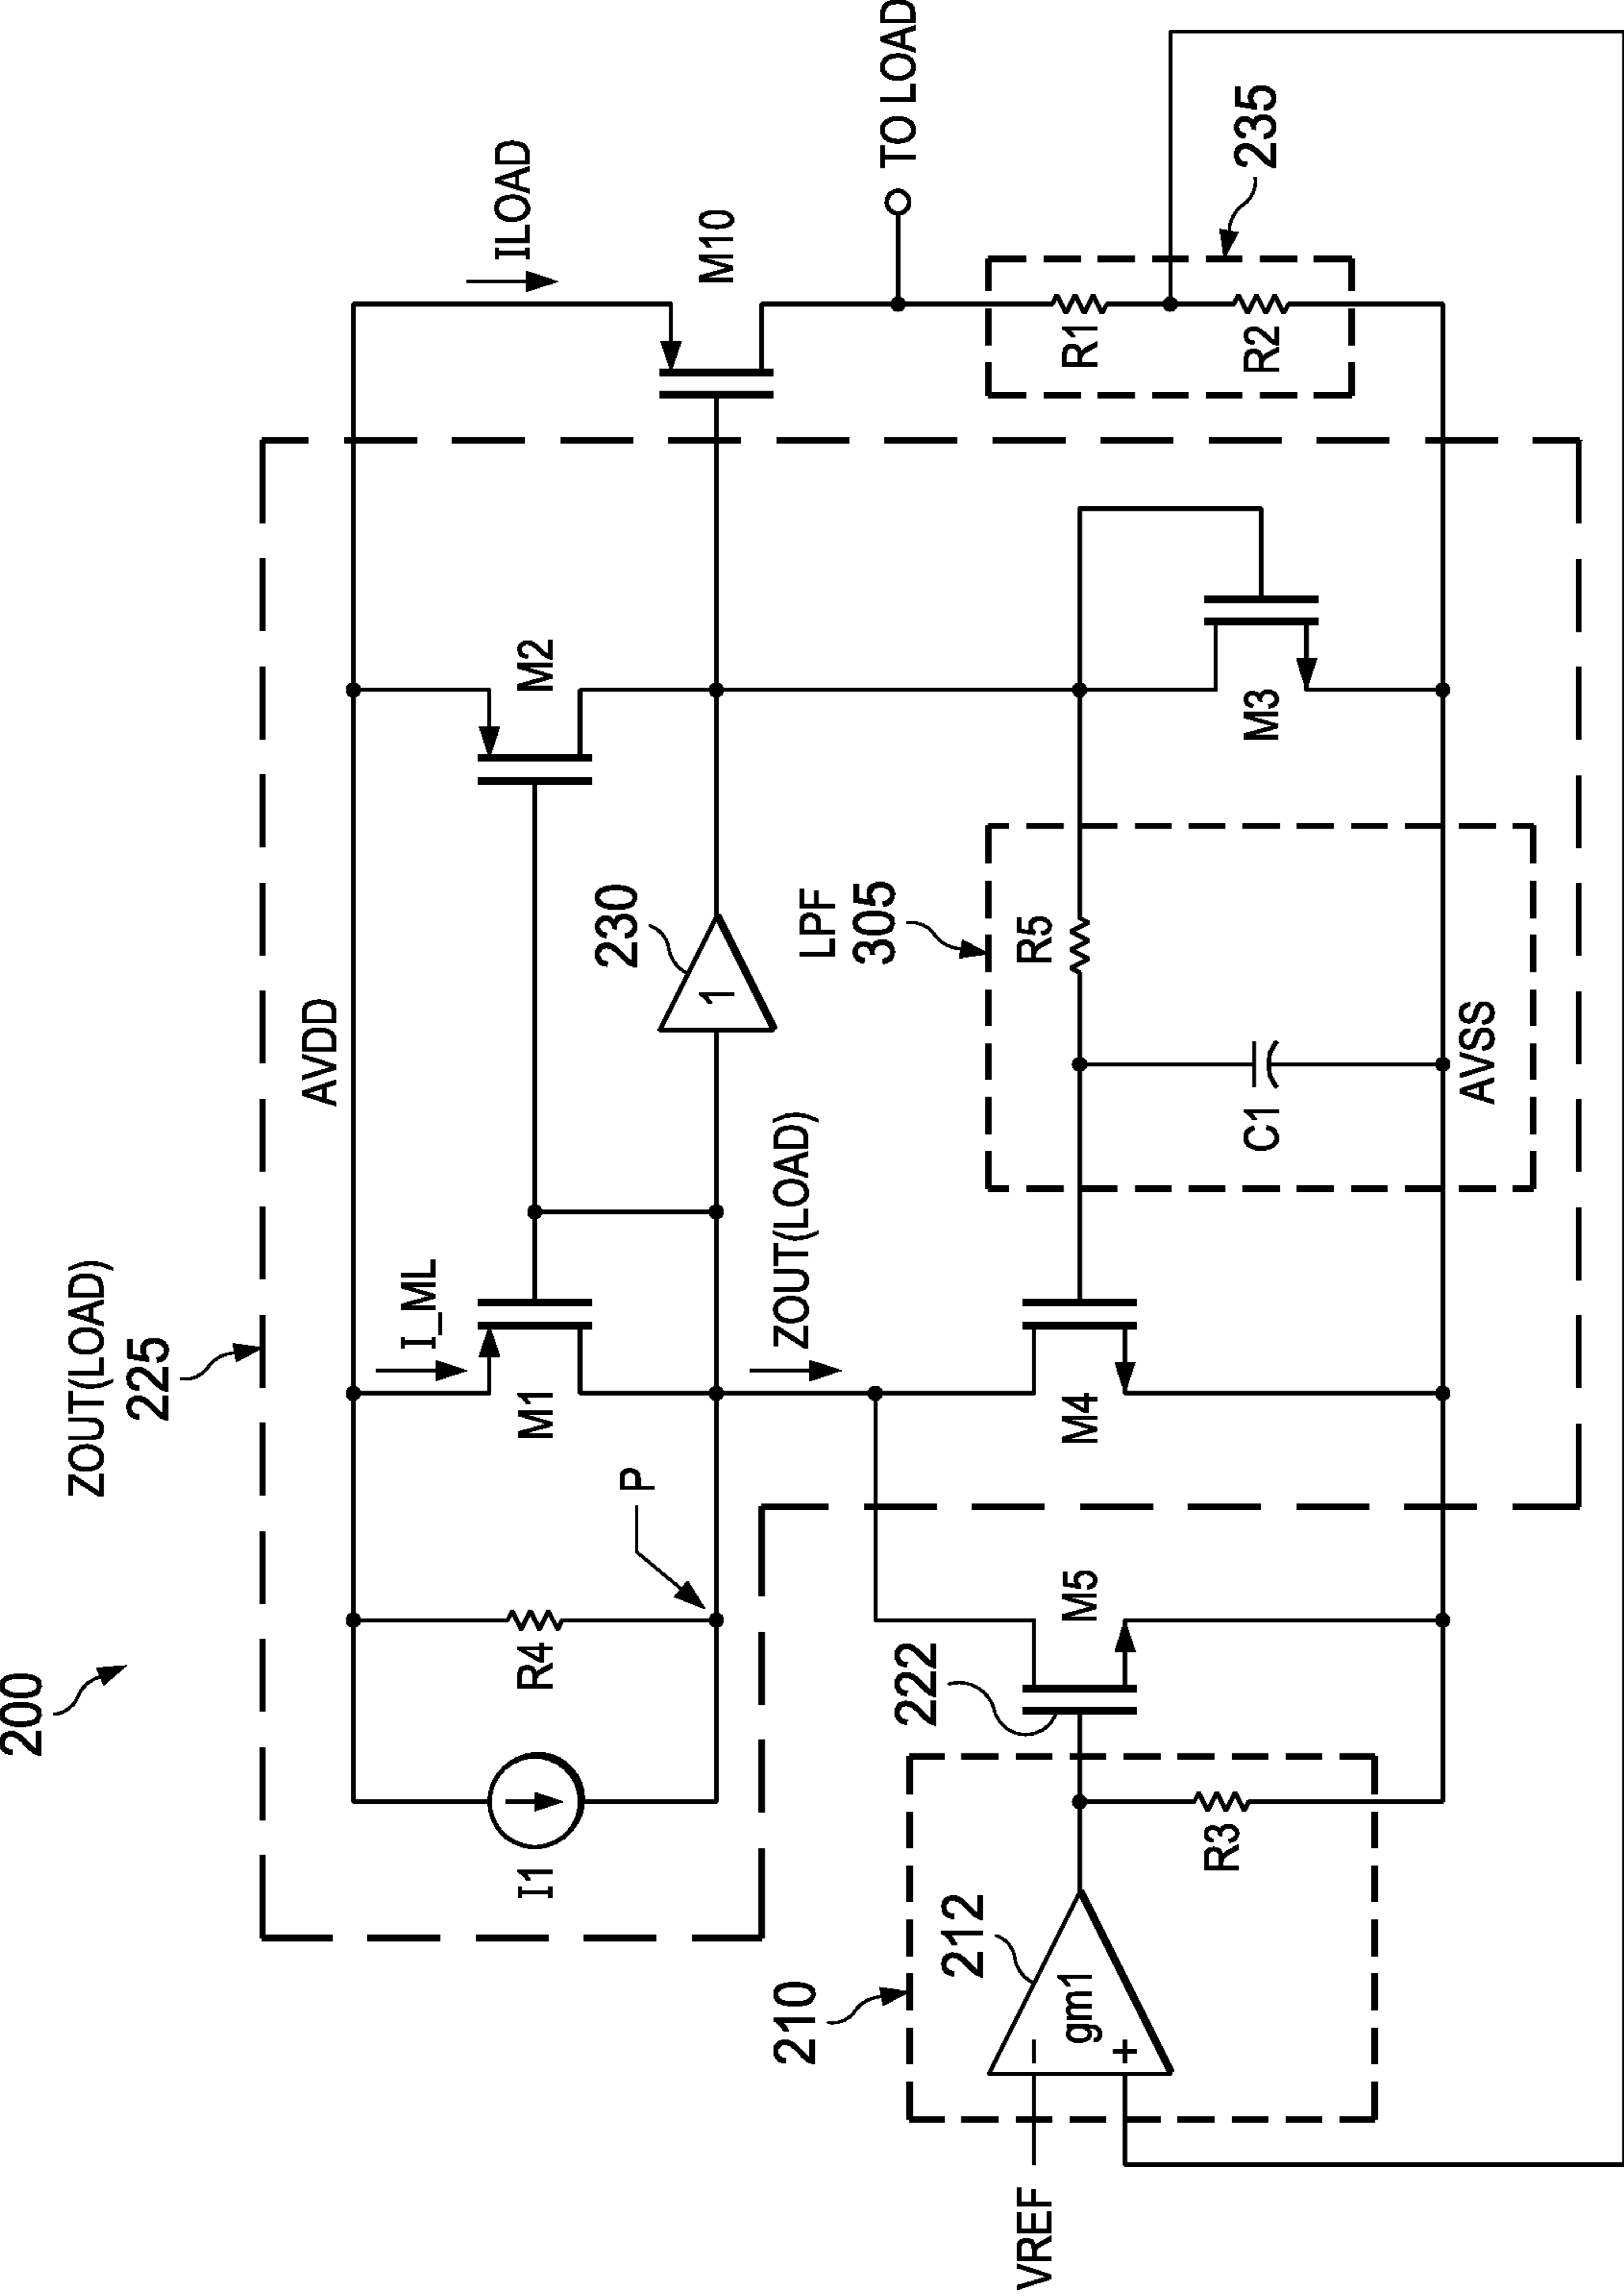 200
ZOUT(LOAD)
225
AVDD
I1
R4
P
M1
I_ML
M2
ILOAD
M10
230
1
ZOUT(LOAD)
TO LOAD
LPF
305
R5
C1
AVSS
M3
M4
M5
222
210
212
gm1
-
+
R3
VREF
R1
R2
235